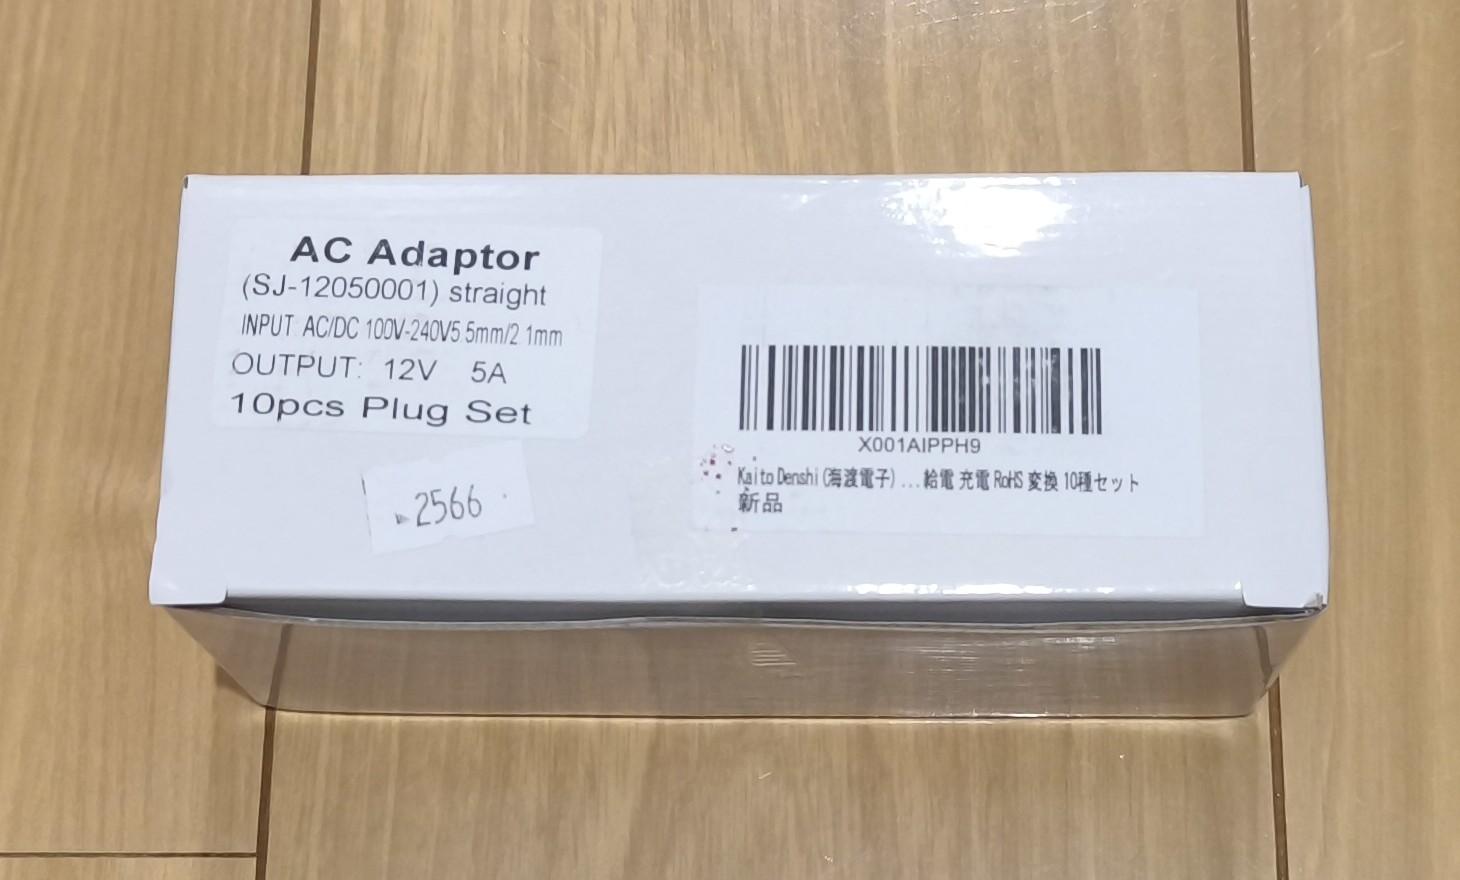 AC Adaptor
(SJ-12050001) straight
INPUT: AC/DC 100V-240V5.5mm/2.1mm
OUTPUT: 12V 5A
10pcs Plug Set
2566
X001AIPPH9
Kaito Denshi (海渡電子) ... 給電 充電 RoHS 変換 10種セット
新品